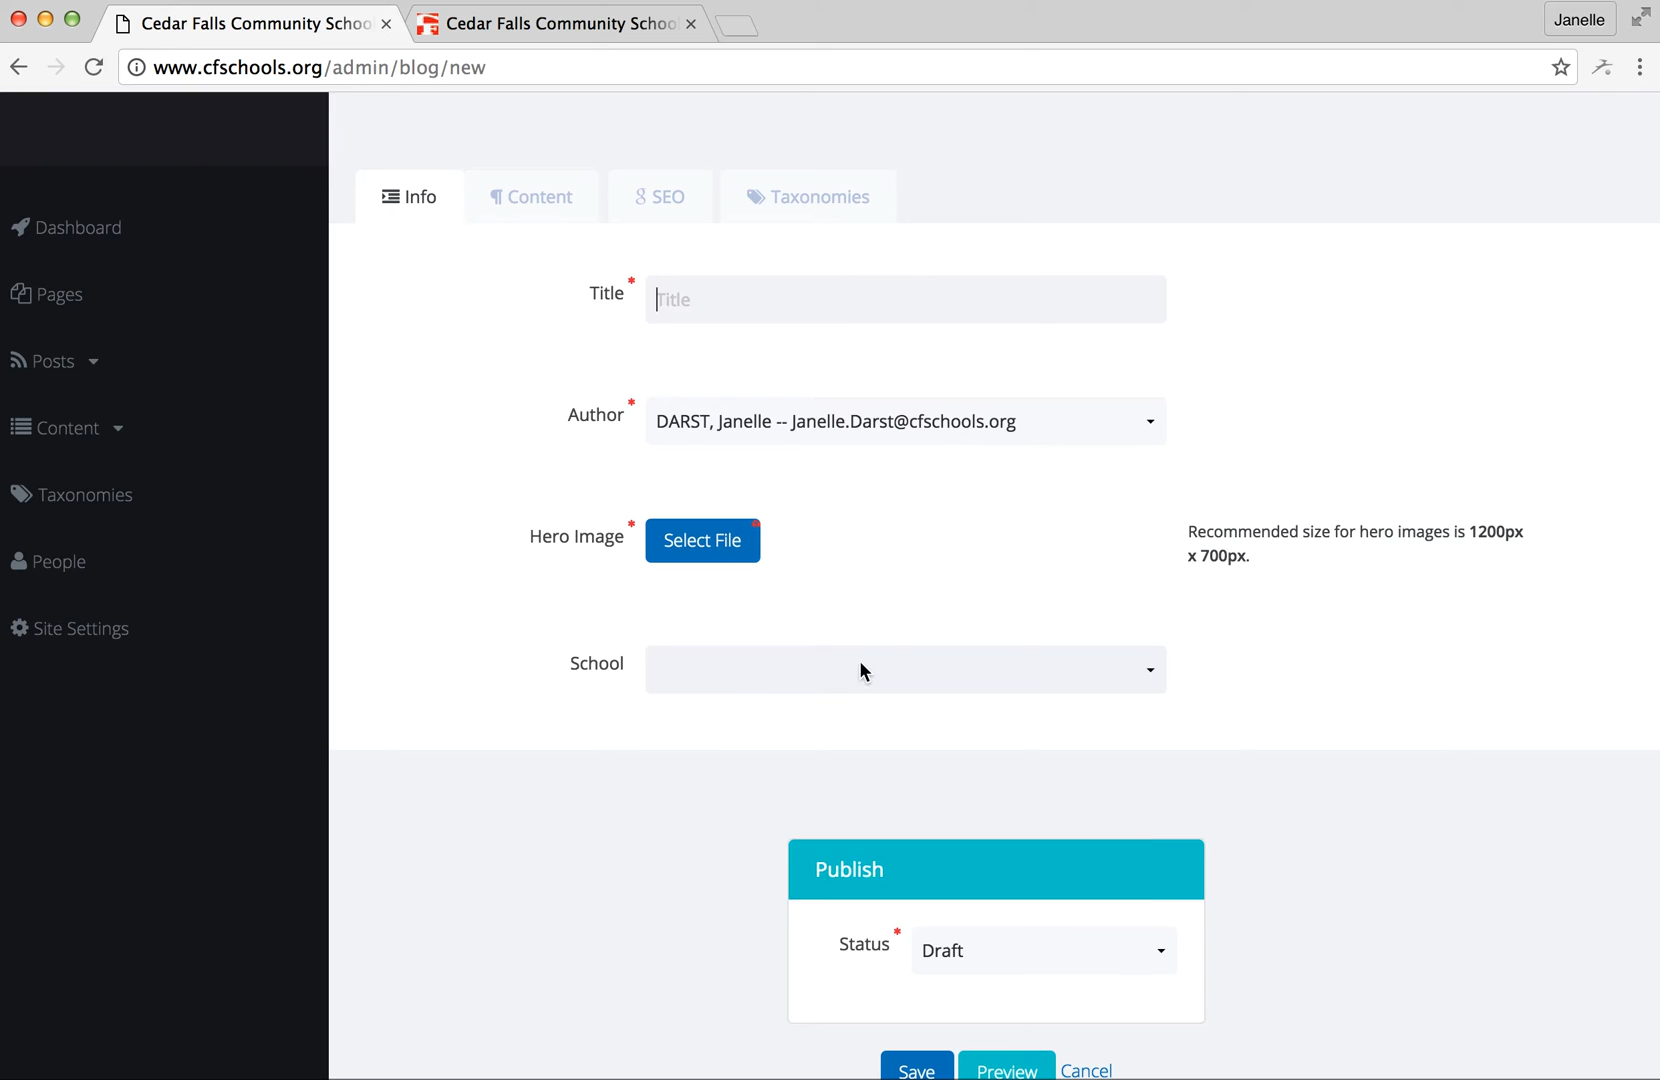 Cedar Falls Community Schoo
Cedar Falls Community Schoo
Janelle
www.cfschools.org/admin/blog/new
Info
Content
SEO
Taxonomies
Dashboard
Pages
Posts
Content
Taxonomies
People
Site Settings
Title *
Title
Author *
DARST, Janelle -- Janelle.Darst@cfschools.org
Hero Image *
Select File
Recommended size for hero images is 1200px
x 700px.
School
Publish
Status *
Draft
Save
Preview
Cancel